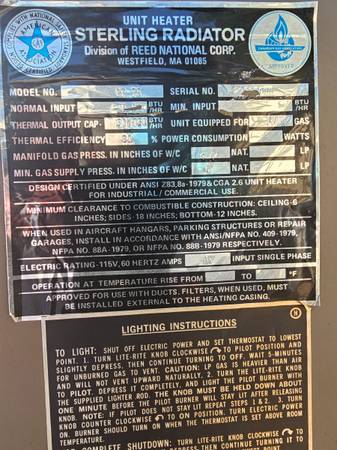 UNIT HEATER
STERLING RADIATOR
Division of REED NATIONAL CORP.
WESTFIELD, MA 01085
MODEL NO. SERIAL NO.
NORMAL INPUT BTU/HR MIN. INPUT BTU/HR
THERMAL OUTPUT CAP. BTU/HR UNIT EQUIPPED FOR GAS
THERMAL EFFICIENCY % POWER CONSUMPTION WATTS
MANIFOLD GAS PRESS. IN INCHES OF W/C NAT. LP
MIN. GAS SUPPLY PRESS. IN INCHES OF W/C NAT. LP
DESIGN CERTIFIED UNDER ANSI Z83.8a-1979 & CGA 2.6 UNIT HEATER
FOR INDUSTRIAL / COMMERCIAL USE.
MINIMUM CLEARANCE TO COMBUSTIBLE CONSTRUCTION: CEILING-6
INCHES; SIDES-18 INCHES; BOTTOM-12 INCHES.
WHEN USED IN AIRCRAFT HANGARS, PARKING STRUCTURES OR REPAIR
GARAGES, INSTALL IN ACCORDANCE WITH ANSI/NFPA NO. 409-1979,
NFPA NO. 88A-1979, OR NFPA NO. 88B-1979 RESPECTIVELY.
ELECTRIC RATING-115V, 60 HERTZ AMPS INPUT SINGLE PHASE
OPERATION AT TEMPERATURE RISE FROM TO °F
APPROVED FOR USE WITH DUCTS. FILTERS, WHEN USED, MUST
BE INSTALLED EXTERNAL TO THE HEATING CASING.
LIGHTING INSTRUCTIONS
TO LIGHT: SHUT OFF ELECTRIC POWER AND SET THERMOSTAT TO LOWEST
POINT. 1. TURN LITE-RITE KNOB CLOCKWISE TO PILOT POSITION AND
SLIGHTLY DEPRESS, THEN CONTINUE TURNING TO OFF. WAIT 5-MINUTES
FOR UNBURNED GAS TO VENT. CAUTION: LP GAS IS HEAVIER THAN AIR
AND WILL NOT VENT UPWARD NATURALLY. 2. TURN THE LITE-RITE KNOB
TO PILOT. DEPRESS IT COMPLETELY, AND LIGHT THE PILOT BURNER WITH
THE SUPPLIED LIGHTER ROD. THE KNOB MUST BE HELD DOWN ABOUT
ONE MINUTE BEFORE THE PILOT BURNER WILL STAY LIT AFTER RELEASING
KNOB. NOTE: IF PILOT DOES NOT STAY LIT REPEAT STEPS 1 & 2. 3. TURN
KNOB COUNTER CLOCKWISE TO ON POSITION. TURN ELECTRIC POWER
ON. BURNER SHOULD TURN ON WHEN THE THERMOSTAT IS SET ABOVE ROOM
TEMPERATURE.
COMPLETE SHUTDOWN: TURN LITE-RITE KNOB CLOCKWISE TO
DEPRESS, THEN CONTINUE TURNING IT TO